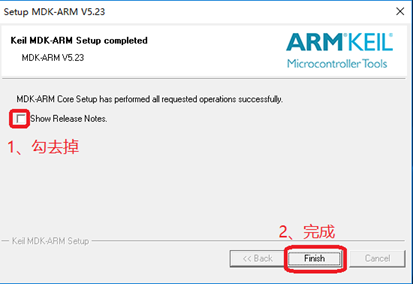 Setup MDK-ARM V5.23
Keil MDK-ARM Setup completed
MDK-ARM V5.23
ARM®KEIL®
Microcontroller Tools
MDK-ARM Core Setup has performed all requested operations successfully.
Show Release Notes.
1、勾去掉
2、完成
Keil MDK-ARM Setup
<< Back
Finish
Cancel